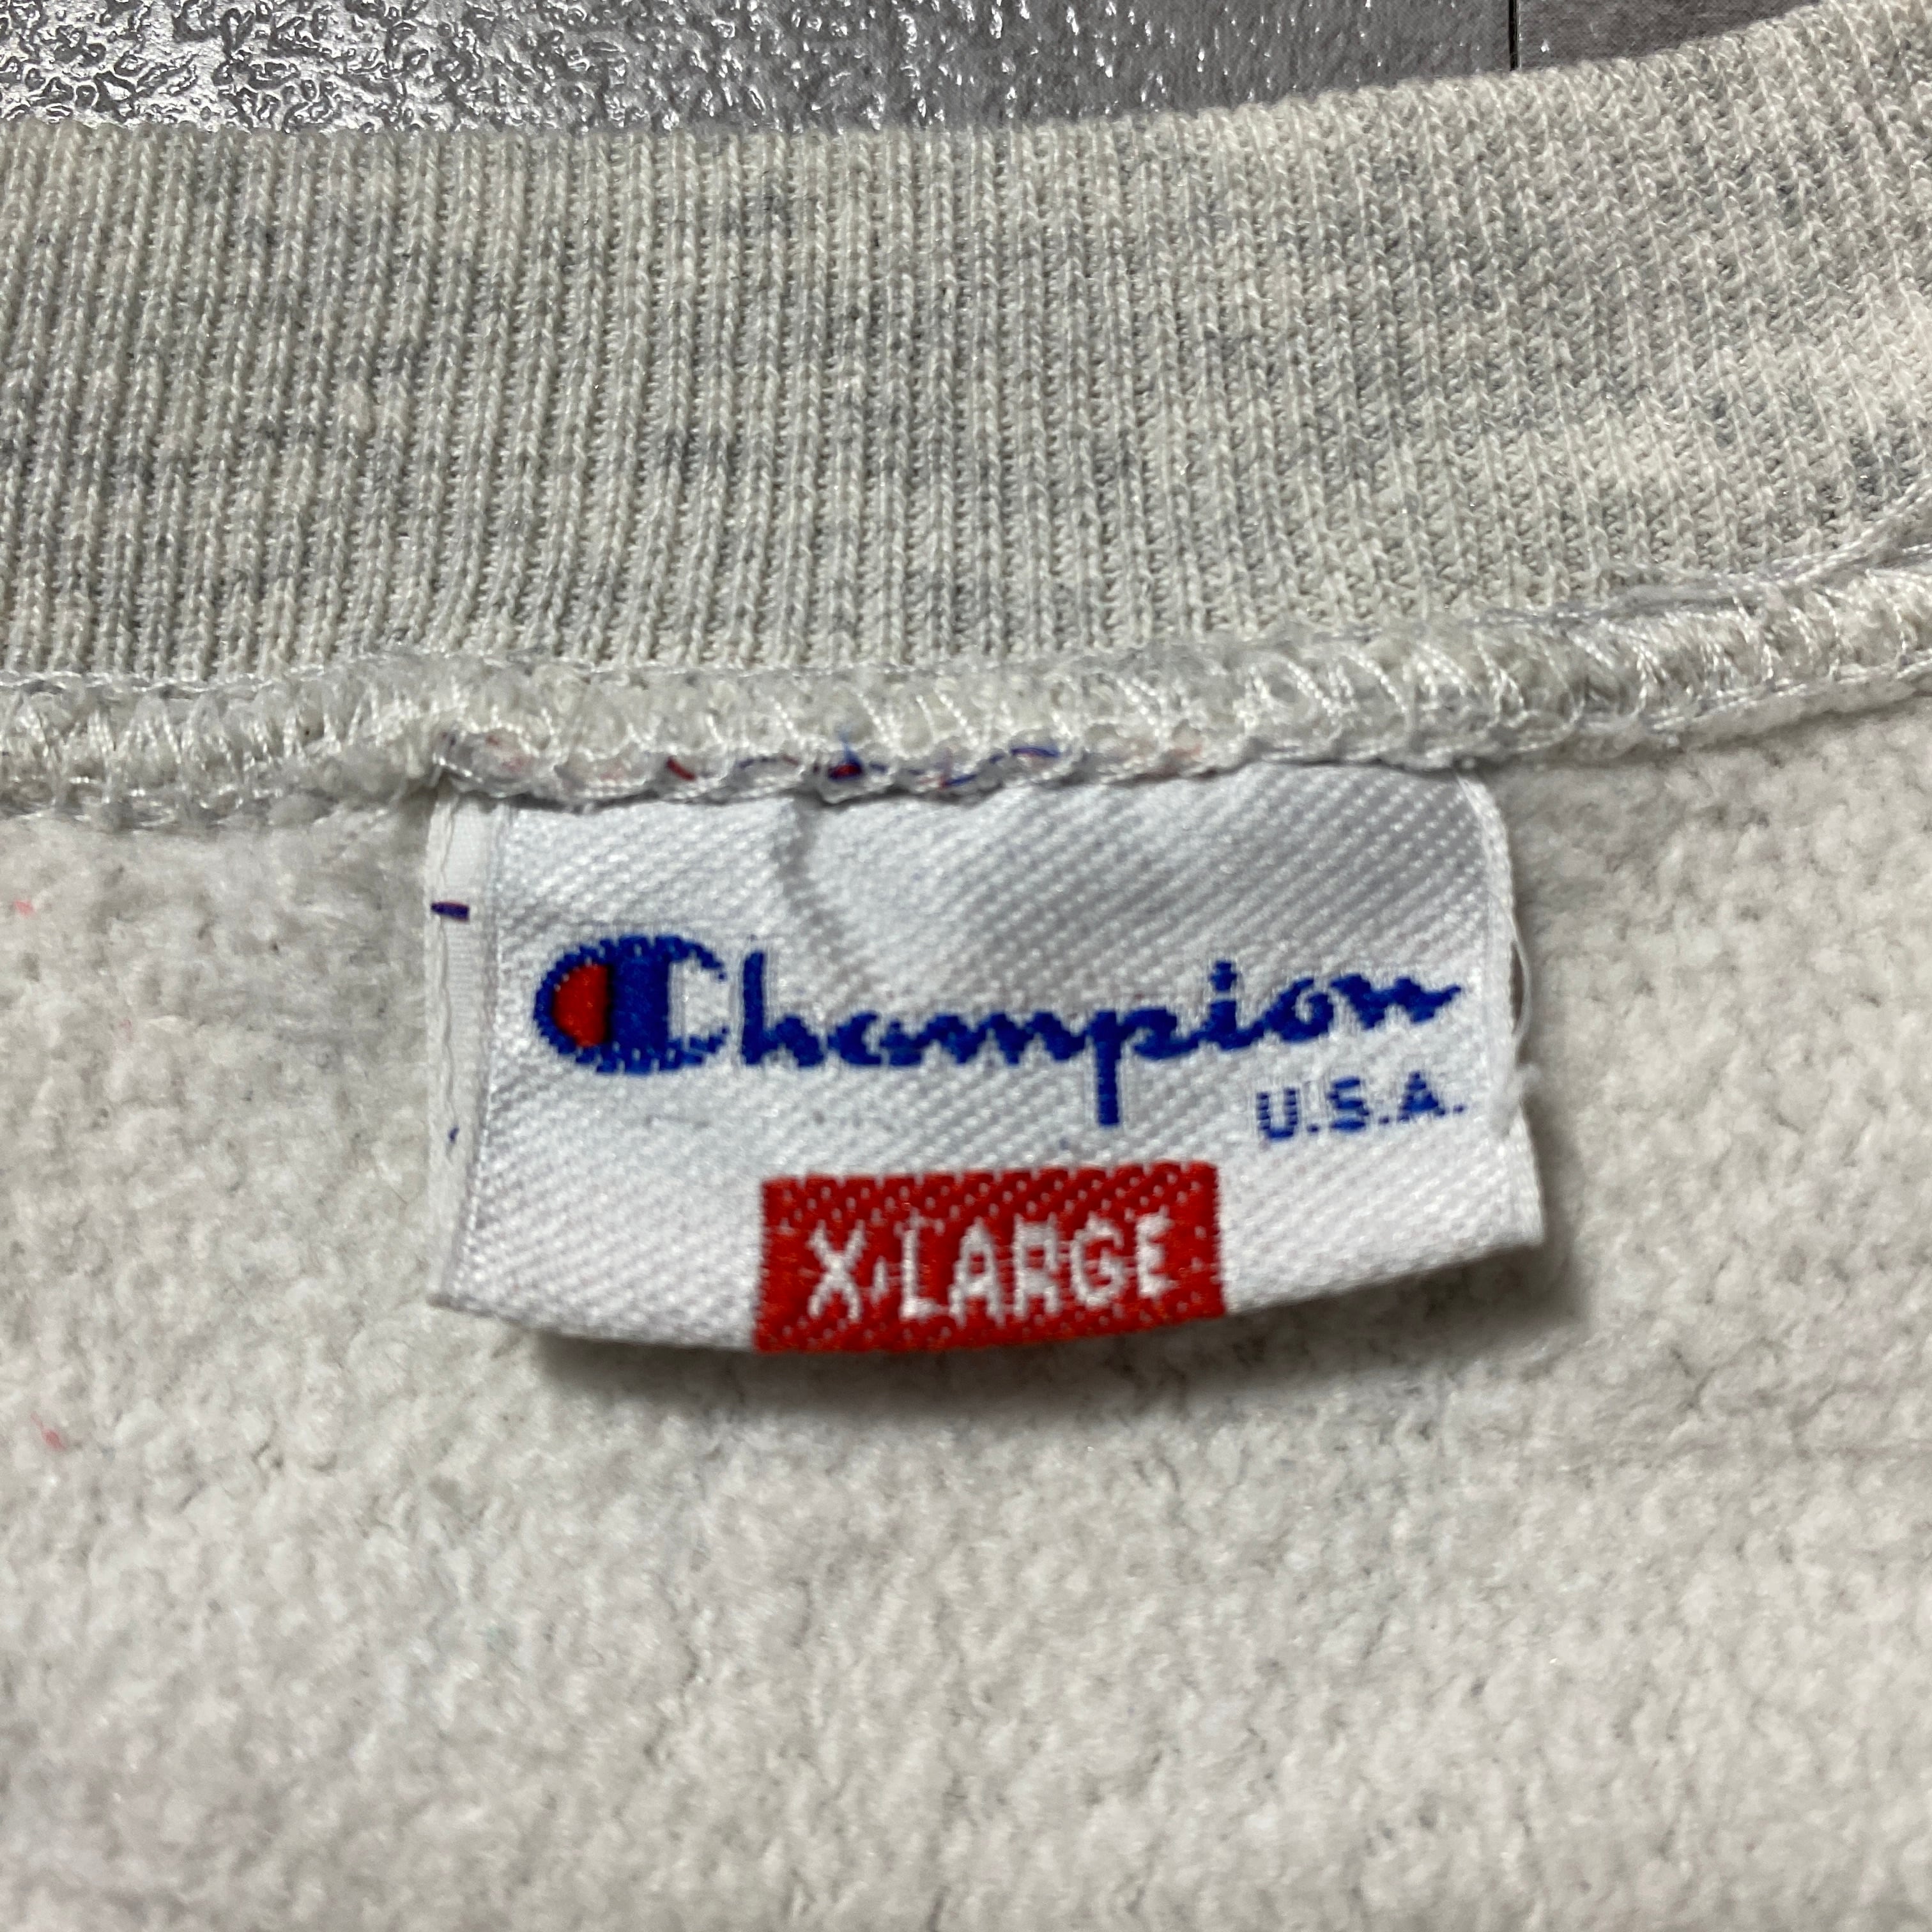 Champion
U.S.A.
X-LARGE